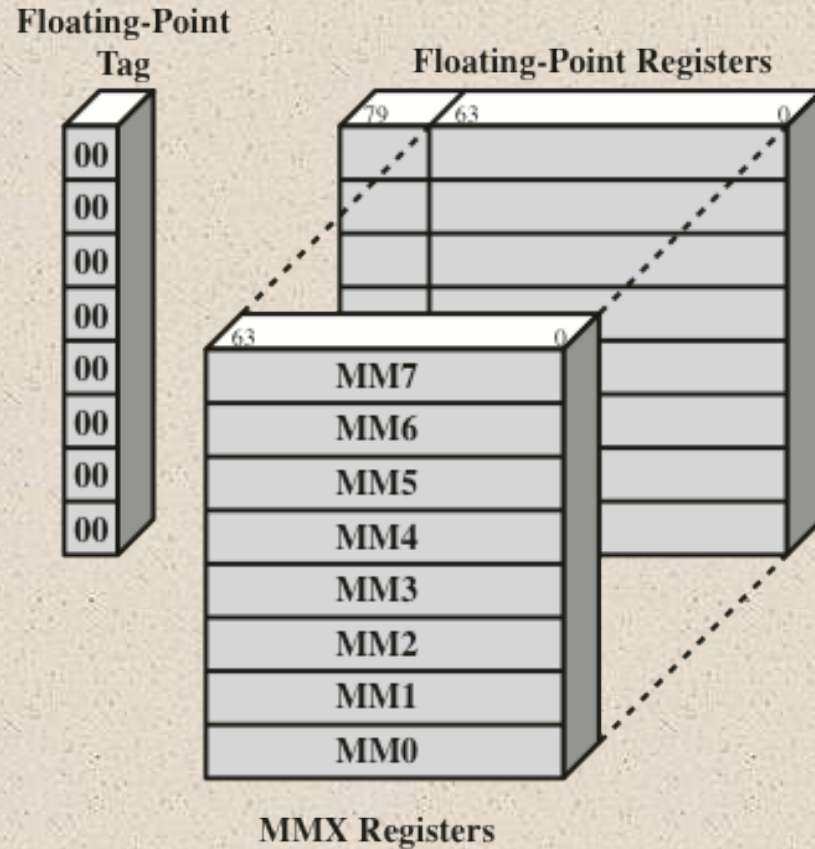 Floating-Point
Tag
Floating-Point Registers
79 63 0
00
00
00
00
00
00
00
00
63 0
MM7
MM6
MM5
MM4
MM3
MM2
MM1
MM0
MMX Registers